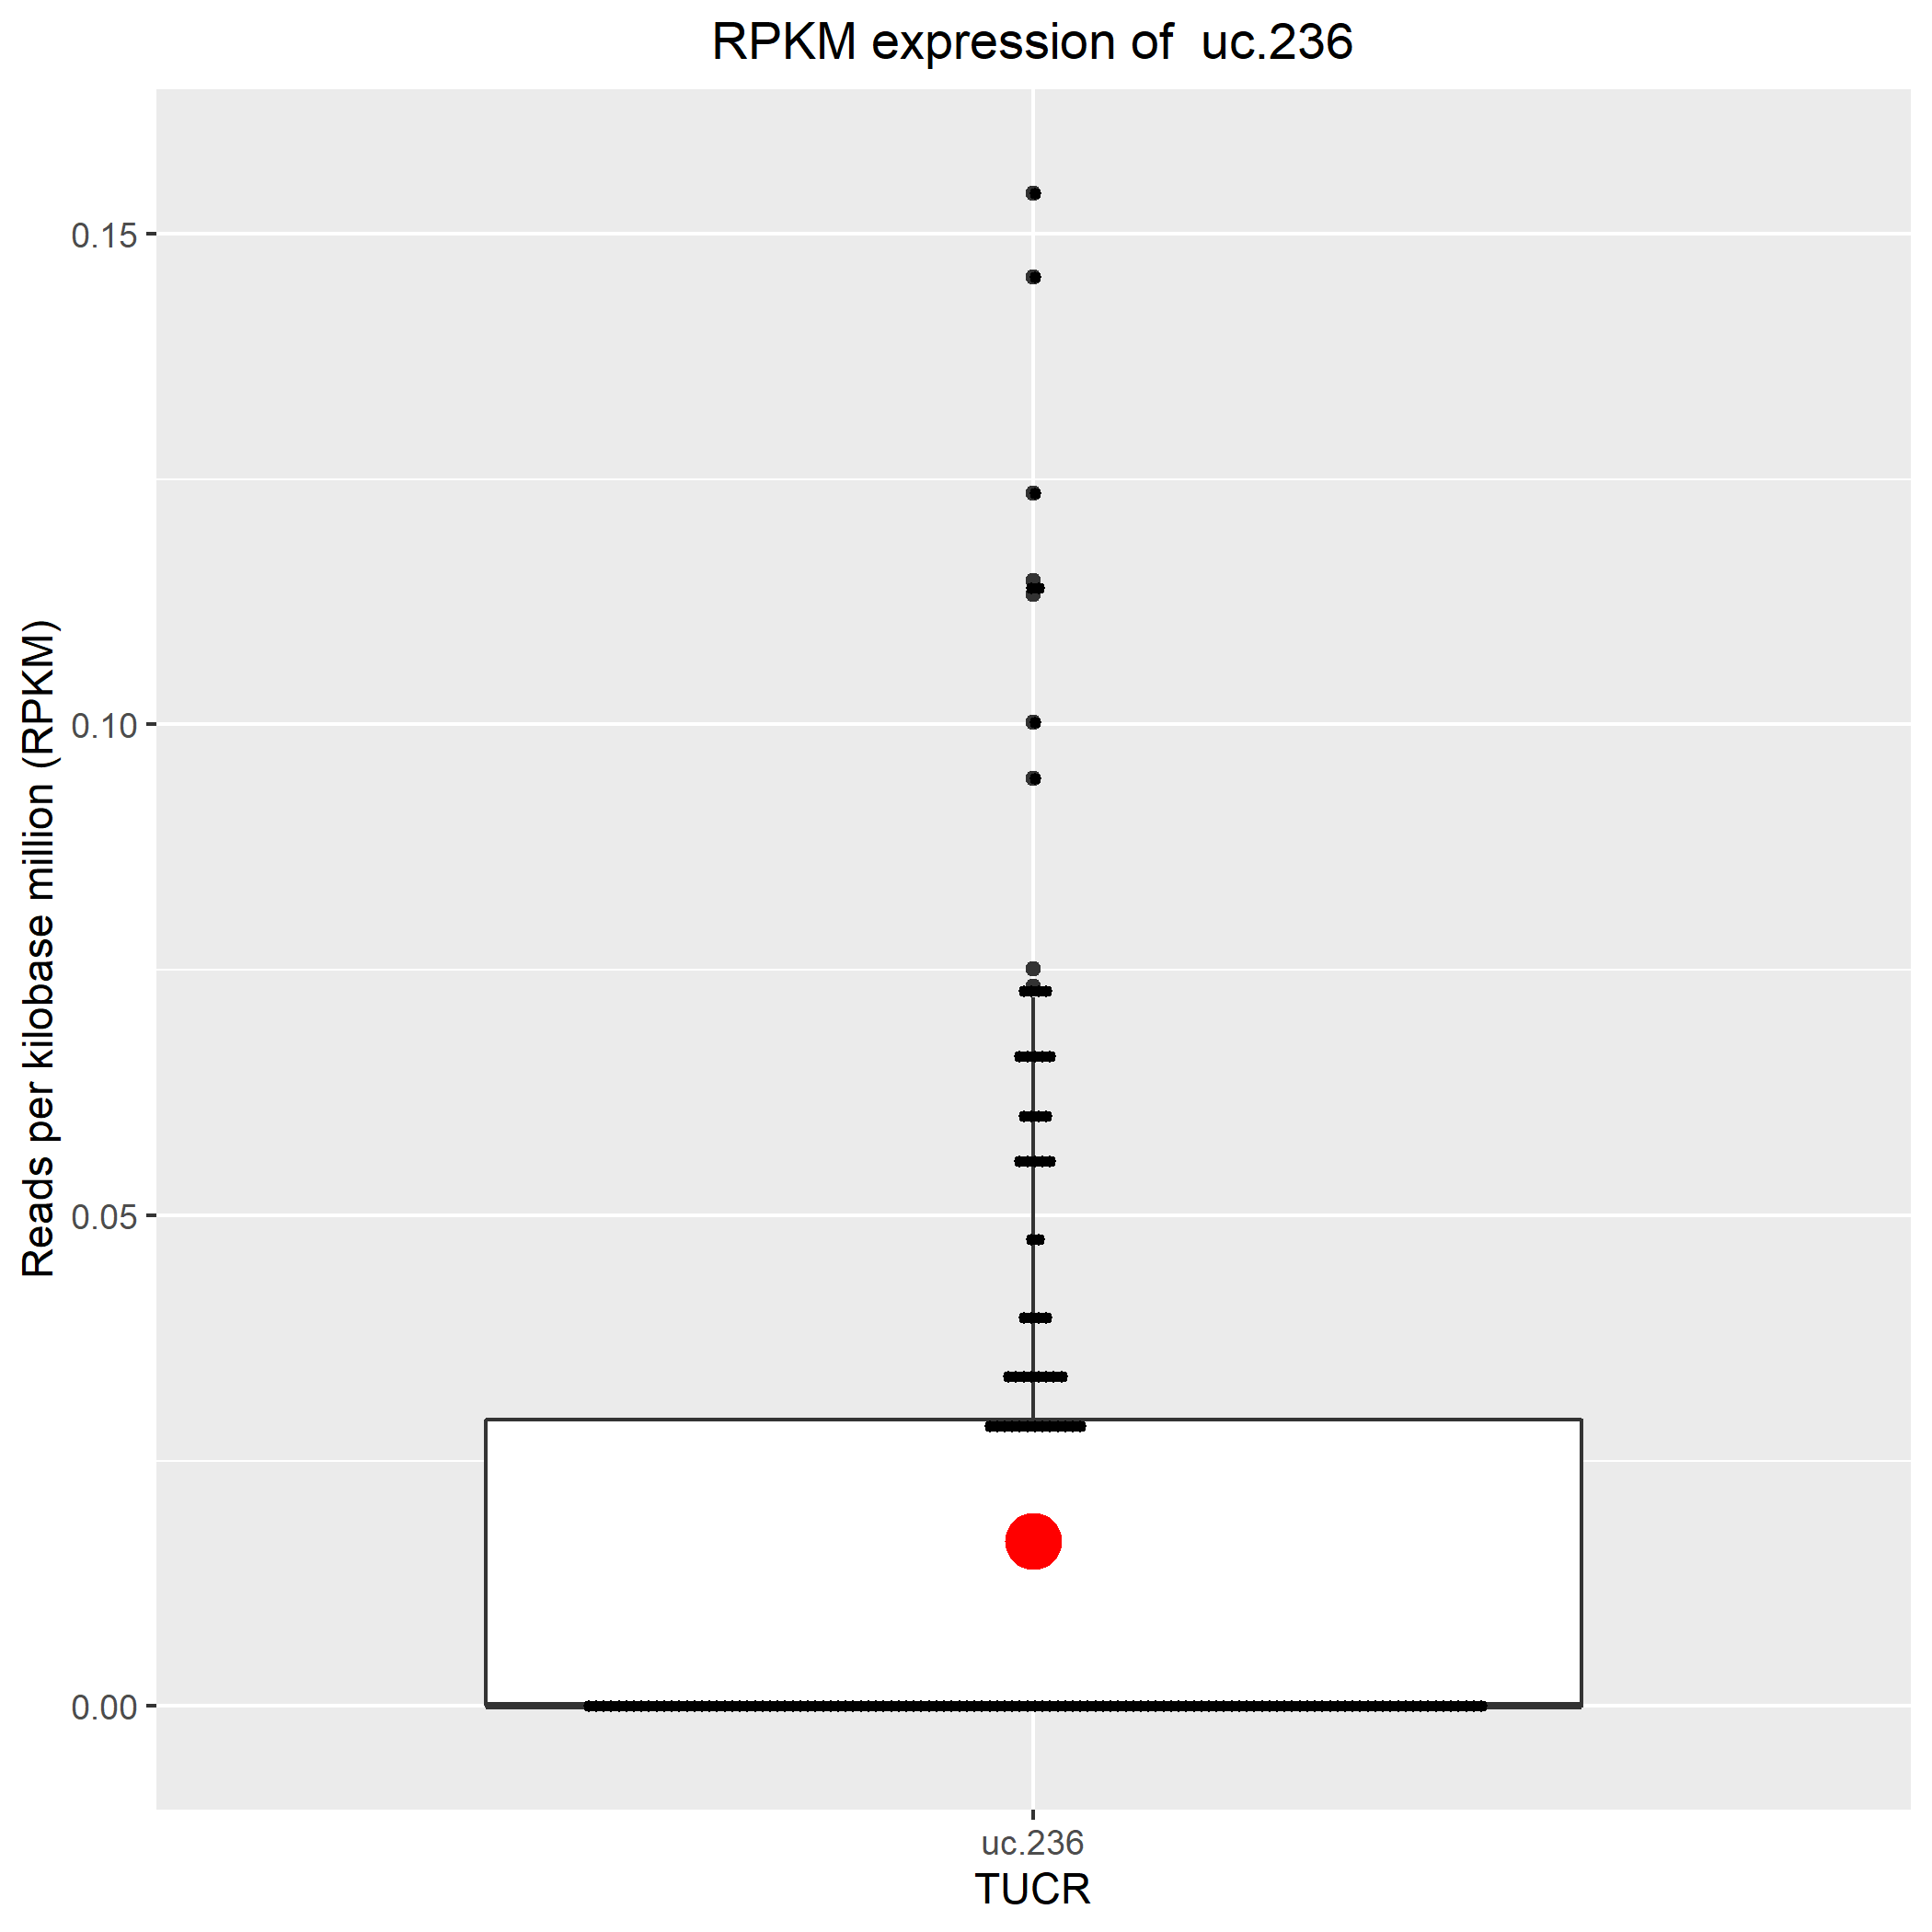 RPKM expression of  uc.236
Reads per kilobase million (RPKM)
0.15
0.10
0.05
0.00
uc.236
TUCR